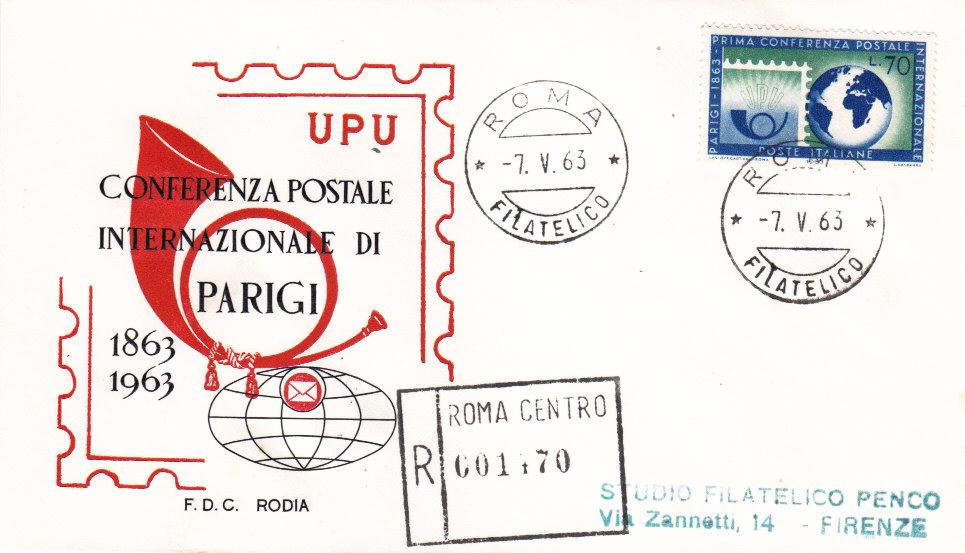 UPU
CONFERENZA POSTALE
INTERNAZIONALE DI
PARIGI
1863
1963
F. D. C. RODIA
ROMA
-7. V. 63
FILATELICO
PARIGI - 1863 - PRIMA CONFERENZA POSTALE INTERNAZIONALE
L.70
UPU
POSTE ITALIANE
-7. V. 63
FILATELICO
ROMA CENTRO
R
STUDIO FILATELICO PENCO
Via Zannetti, 14 - FIRENZE